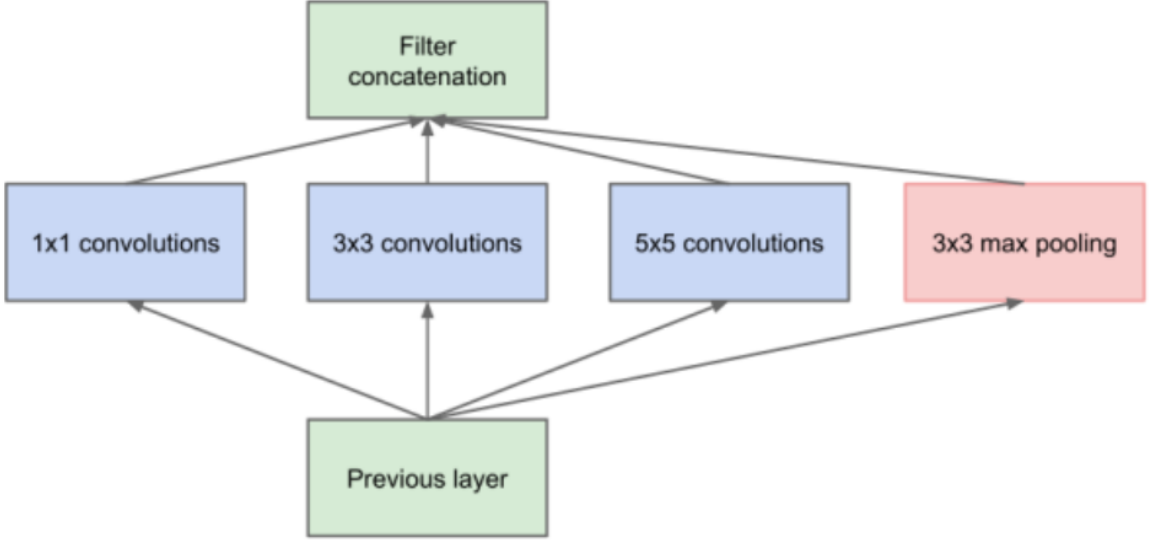 Filter
concatenation
1x1 convolutions
3x3 convolutions
5x5 convolutions
3x3 max pooling
Previous layer